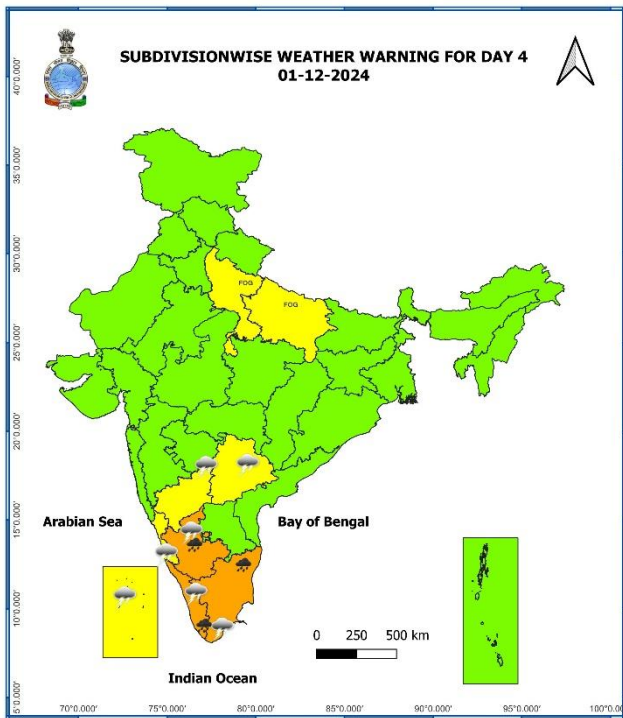 SUBDIVISIONWISE WEATHER WARNING FOR DAY 4
01-12-2024
40°0.000'
35°0.000'
30°0.000'
25°0.000'
20°0.000'
15°0.000'
10°0.000'
5°0.000'
FOG
FOG
Arabian Sea
Bay of Bengal
0 250 500 km
Indian Ocean
70°0.000' 75°0.000' 80°0.000' 85°0.000' 90°0.000' 95°0.000' 100°0.00